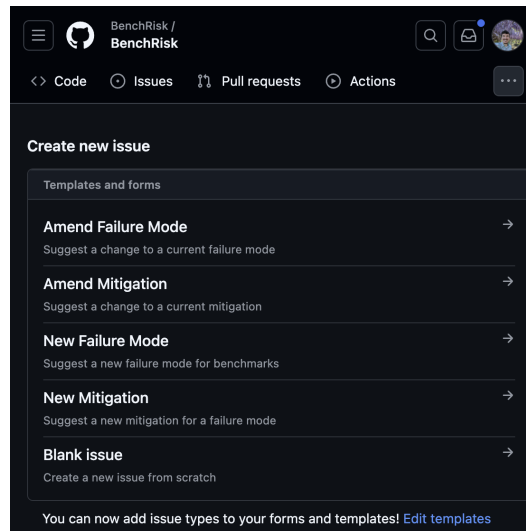 BenchRisk /
BenchRisk
Code Issues Pull requests Actions
Create new issue
Templates and forms
Amend Failure Mode
Suggest a change to a current failure mode
Amend Mitigation
Suggest a change to a current mitigation
New Failure Mode
Suggest a new failure mode for benchmarks
New Mitigation
Suggest a new mitigation for a failure mode
Blank issue
Create a new issue from scratch
You can now add issue types to your forms and templates! Edit templates